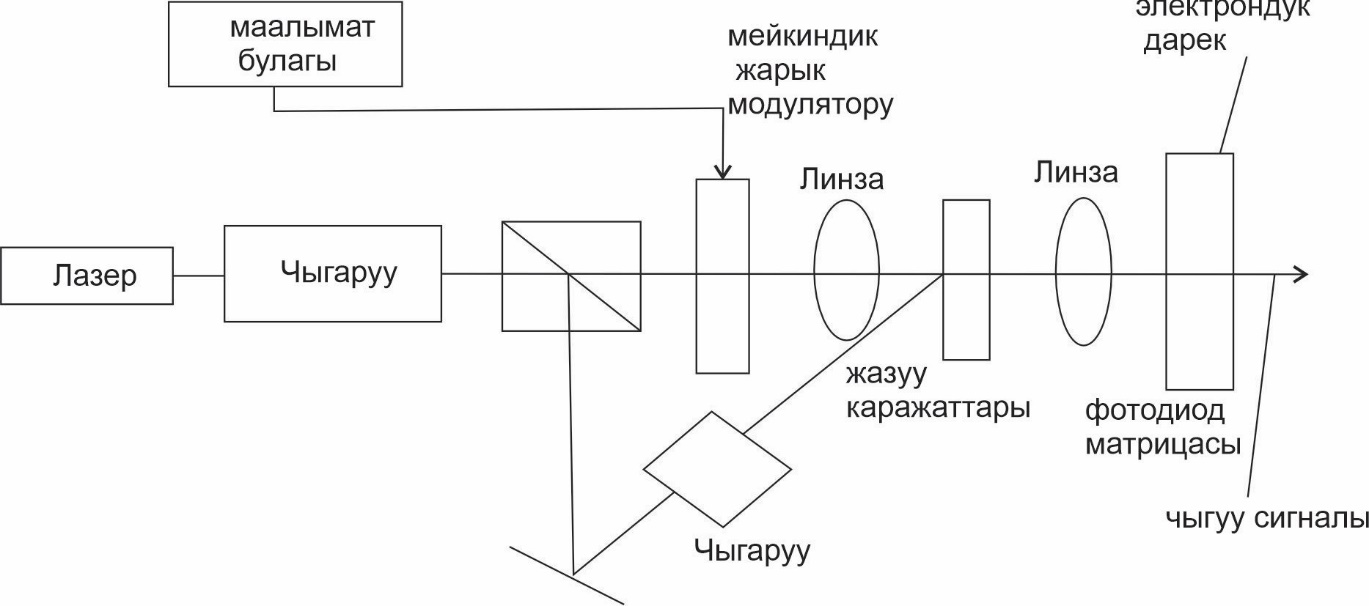 маалымат
булагы
мейкиндик
жарык
модулятору
электрондук
дарек
Линза
Линза
Лазер
Чыгаруу
жазуу
каражаттары
фотодиод
матрицасы
Чыгаруу
чыгуу сигналы